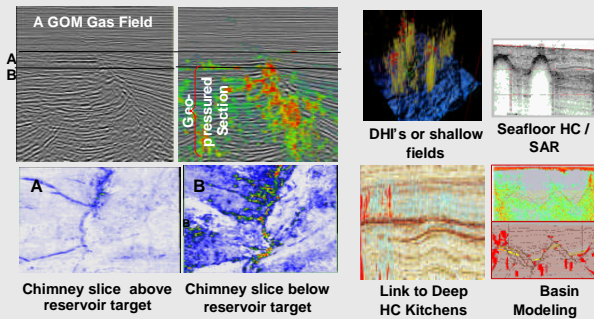 A GOM Gas Field
A
B
Geo-
pressured
Section
DHI's or shallow
fields
Seafloor HC /
SAR
A
B
a
Chimney slice above
reservoir target
Chimney slice below
reservoir target
Link to Deep
HC Kitchens
Basin
Modeling